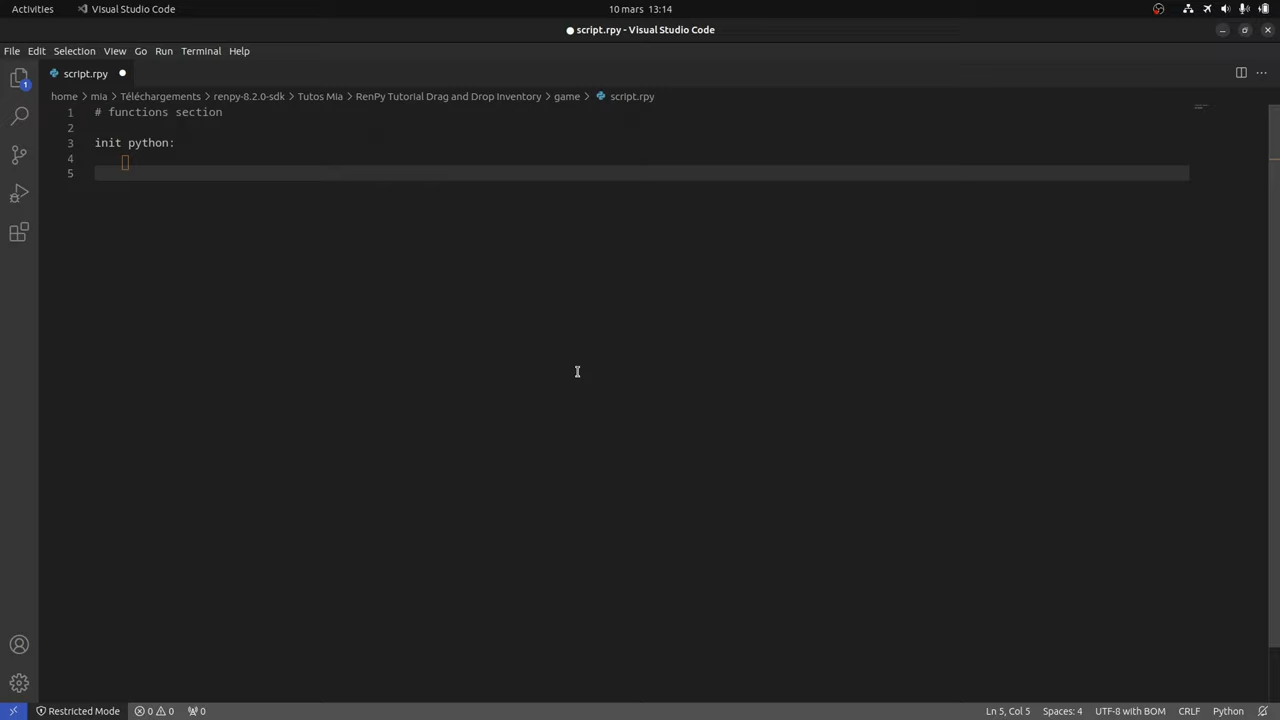 Activities
Visual Studio Code
10 mars 13:14
script.rpy - Visual Studio Code
File Edit Selection View Go Run Terminal Help
script.rpy
home > mia > Téléchargements > renpy-8.2.0-sdk > Tutos Mia > RenPy Tutorial Drag and Drop Inventory > game > script.rpy
1 # functions section
2
3 init python:
4
5
1
Restricted Mode 0 0 0 Ln 5, Col 5 Spaces: 4 UTF-8 with BOM CRLF Python